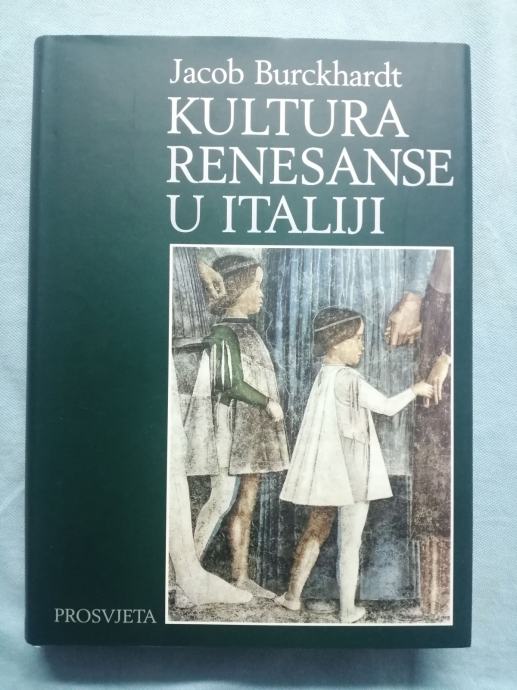 Jacob Burckhardt
KULTURA
RENESANSE
U ITALIJI
PROSVJETA